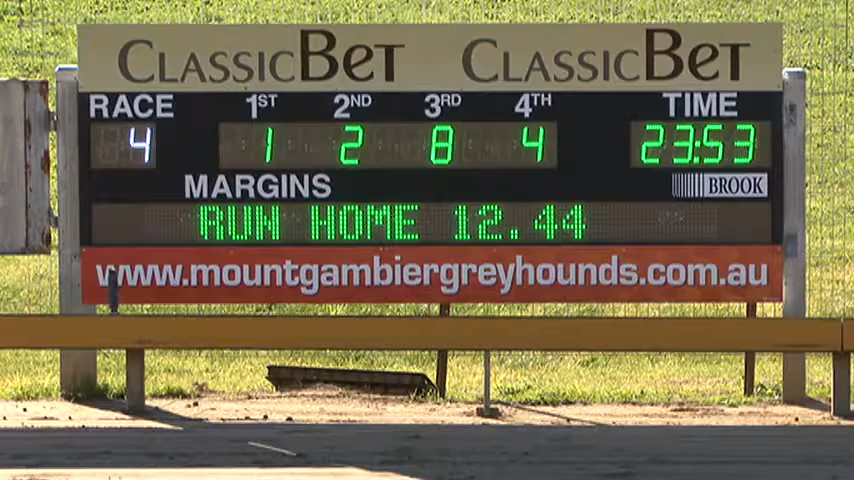 CLASSICBET CLASSICBET
RACE 1ST 2ND 3RD 4TH TIME
4 1 2 8 4 23:53
MARGINS BROOK
RUN HOME 12.44
www.mountgambiergreyhounds.com.au